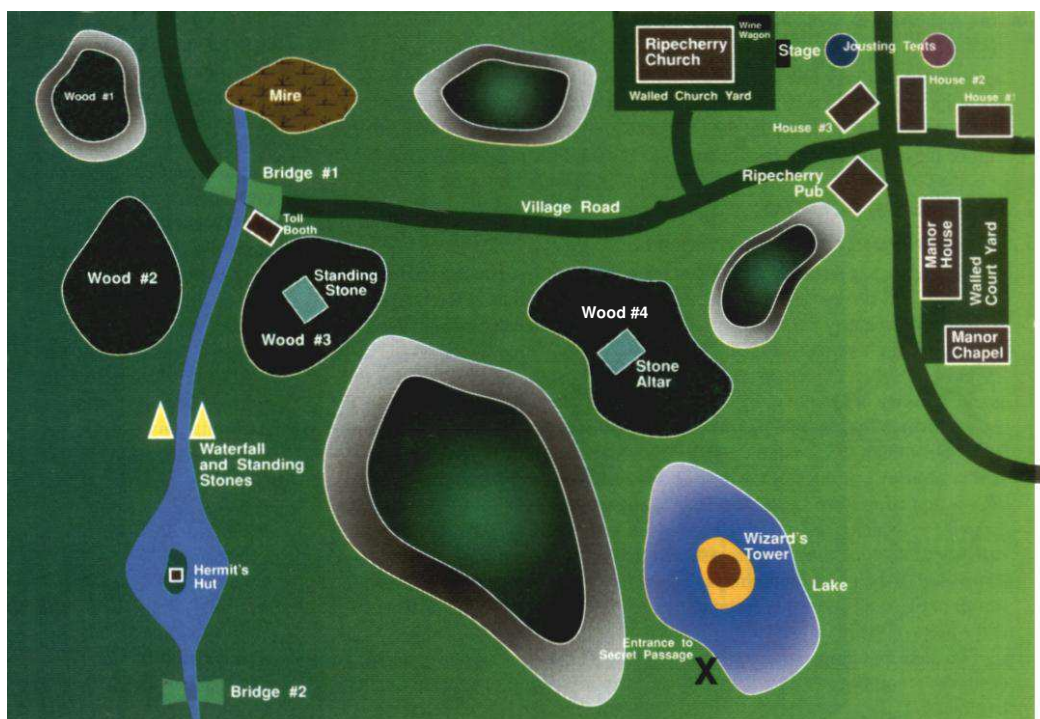 Wine
Wagon
Ripecherry
Church
Stage
Jousting Tents
Walled Church Yard
House #2
House #1
House #3
Wood #1
Mire
Bridge #1
Ripecherry
Pub
Village Road
Toll
Booth
Manor
House
Walled
Court Yard
Wood #2
Standing
Stone
Wood #3
Wood #4
Stone
Altar
Manor
Chapel
Waterfall
and Standing
Stones
Wizard's
Tower
Hermit's
Hut
Lake
Entrance to
Secret Passage
X
Bridge #2